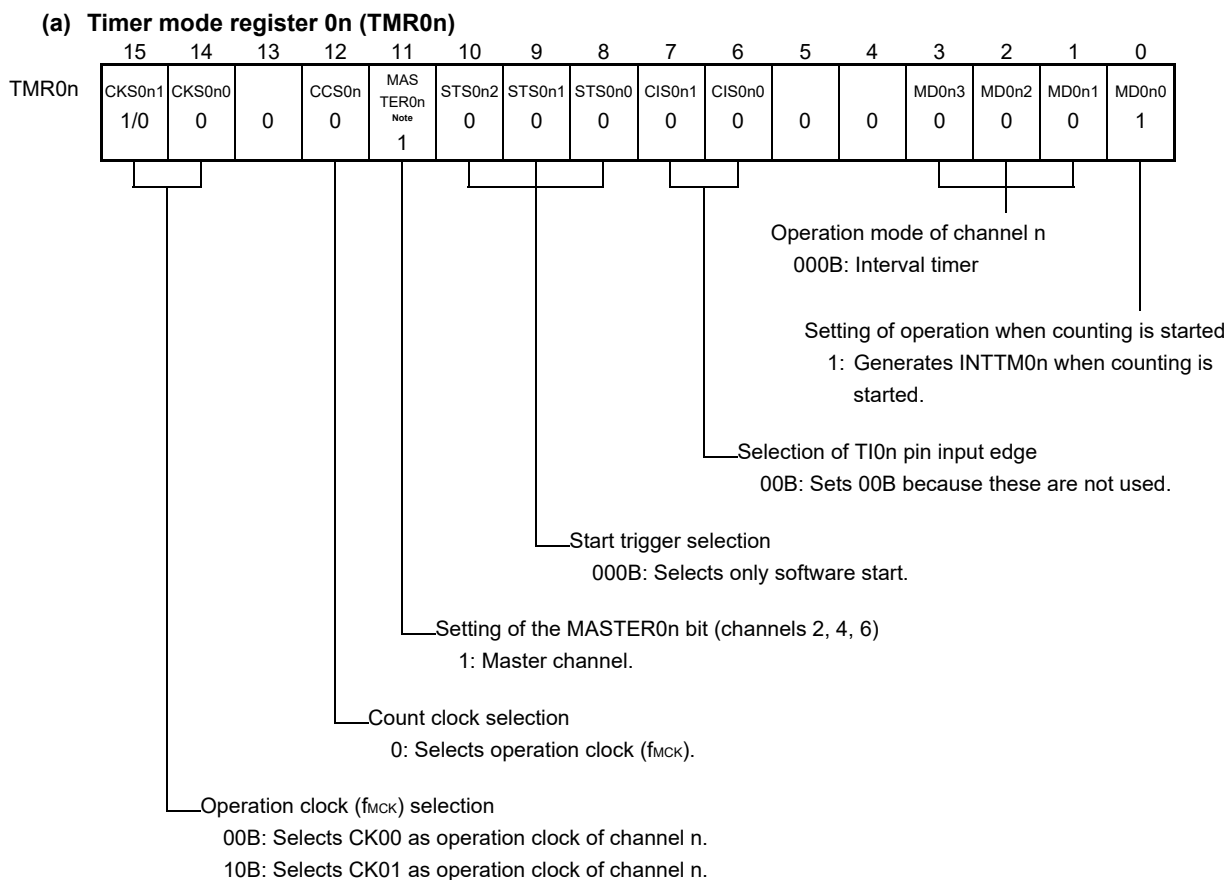 (a) Timer mode register 0n (TMR0n)
15 14 13 12 11 10 9 8 7 6 5 4 3 2 1 0
TMR0n CKS0n1 CKS0n0 CCS0n MAS TER0n Note STS0n2 STS0n1 STS0n0 CIS0n1 CIS0n0 MD0n3 MD0n2 MD0n1 MD0n0
1/0 0 0 0 1 0 0 0 0 0 0 0 0 0 0 1
Operation mode of channel n
000B: Interval timer
Setting of operation when counting is started
1: Generates INTTM0n when counting is
started.
Selection of TI0n pin input edge
00B: Sets 00B because these are not used.
Start trigger selection
000B: Selects only software start.
Setting of the MASTER0n bit (channels 2, 4, 6)
1: Master channel.
Count clock selection
0: Selects operation clock (fMCK).
Operation clock (fMCK) selection
00B: Selects CK00 as operation clock of channel n.
10B: Selects CK01 as operation clock of channel n.